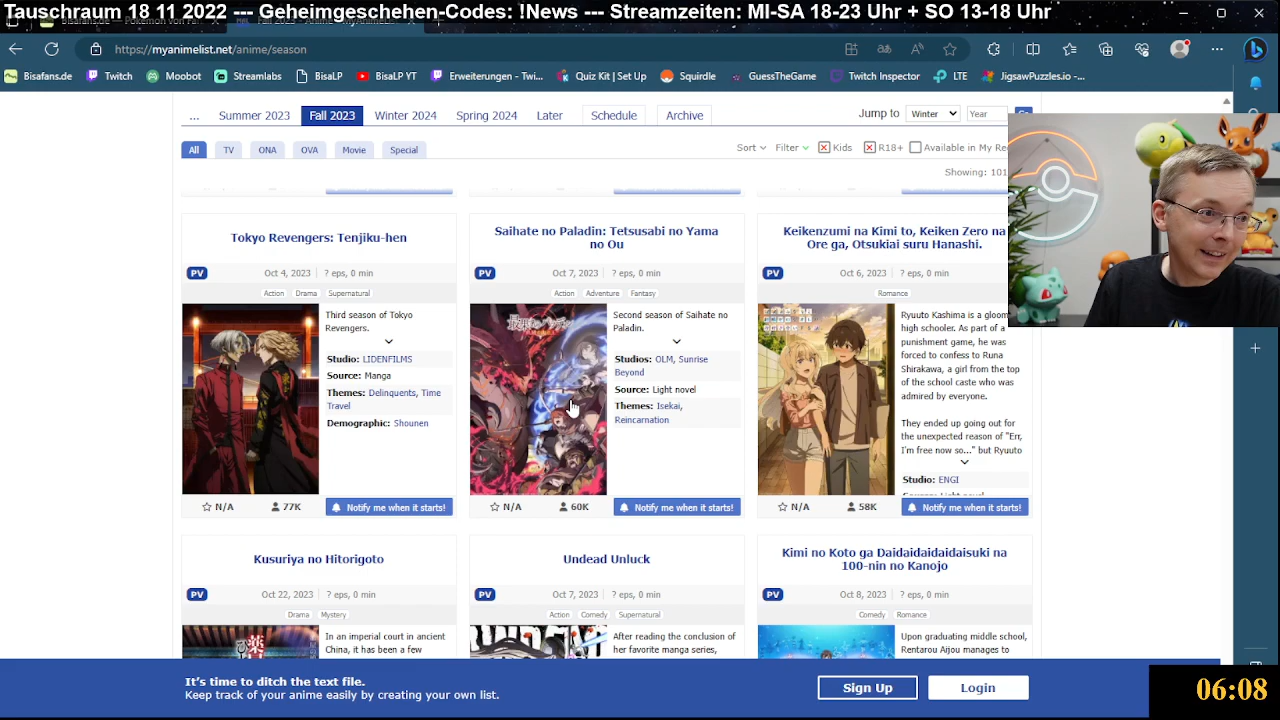 Tauschraum 18 11 2022 --- Geheimgeschehen-Codes: !News --- Streamzeiten: MI-SA 18-23 Uhr + SO 13-18 Uhr
https://myanimelist.net/anime/season
Bisafans.de Twitch Moobot Streamlabs BisaLP BisaLP YT Erweiterungen - Twi... Quiz Kit | Set Up Squirdle GuessTheGame Twitch Inspector LTE JigsawPuzzles.io -...
... Summer 2023 Fall 2023 Winter 2024 Spring 2024 Later Schedule Archive Jump to Winter Year
All TV ONA OVA Movie Special Sort Filter Kids R18+ Available in My Re
Showing: 101
Tokyo Revengers: Tenjiku-hen
PV Oct 4, 2023 ? eps, 0 min
Action Drama Supernatural
Third season of Tokyo
Revengers.
Studio: LIDENFILMS
Source: Manga
Themes: Delinquents, Time
Travel
Demographic: Shounen
N/A 77K Notify me when it starts!
Saihate no Paladin: Tetsusabi no Yama
no Ou
PV Oct 7, 2023 ? eps, 0 min
Action Adventure Fantasy
最果てのパラディン
Second season of Saihate no
Paladin.
Studios: OLM, Sunrise
Beyond
Source: Light novel
Themes: Isekai,
Reincarnation
N/A 60K Notify me when it starts!
Keikenzumi na Kimi to, Keiken Zero na
Ore ga, Otsukiai suru Hanashi.
PV Oct 6, 2023 ? eps, 0 min
Romance
Ryuuto Kashima is a gloom
high schooler. As part of a
punishment game, he was
forced to confess to Runa
Shirakawa, a girl from the top
of the school caste who was
admired by everyone.
They ended up going out for
the unexpected reason of "Err,
I'm free now so..." but Ryuuto
Studio: ENGI
N/A 58K Notify me when it starts!
Kusuriya no Hitorigoto
PV Oct 22, 2023 ? eps, 0 min
Drama Mystery
In an imperial court in ancient
China, it has been a few
Undead Unluck
PV Oct 7, 2023 ? eps, 0 min
Action Comedy Supernatural
After reading the conclusion of
her favorite manga series,
Kimi no Koto ga Daidaidaidaidaisuki na
100-nin no Kanojo
PV Oct 8, 2023 ? eps, 0 min
Comedy Romance
Upon graduating middle school,
Rentarou Aijou manages to
It's time to ditch the text file.
Keep track of your anime easily by creating your own list.
Sign Up Login
06:08